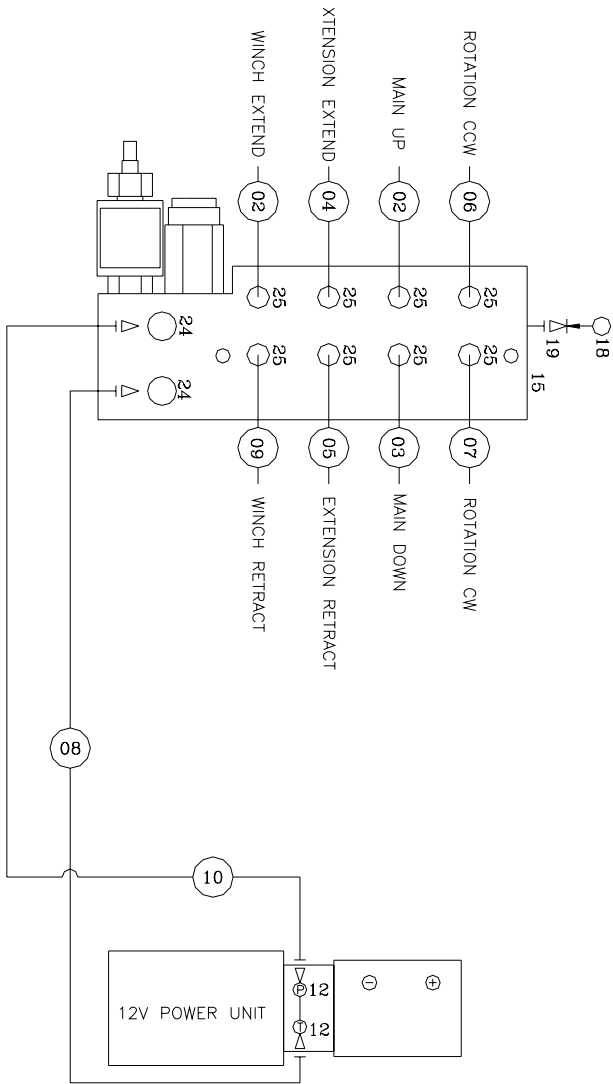 18
19
15
ROTATION CCW
06
25
25
07
ROTATION CW
MAIN UP
02
25
25
03
MAIN DOWN
XTENSION EXTEND
04
25
25
05
EXTENSION RETRACT
WINCH EXTEND
02
25
25
09
WINCH RETRACT
24
24
08
10
+
−
P 12
T 12
12V POWER UNIT